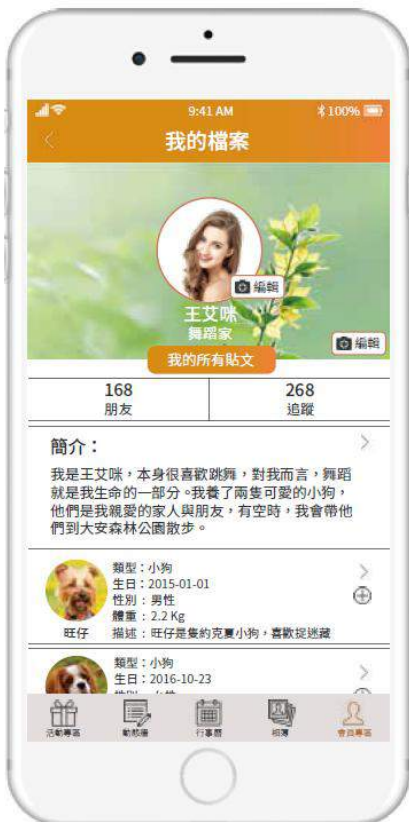 9:41 AM
100%
我的檔案
編輯
王艾咪
舞蹈家
編輯
我的所有貼文
168
朋友
268
追蹤
簡介：
我是王艾咪，本身很喜歡跳舞，對我而言，舞蹈
就是我生命的一部分。我養了兩隻可愛的小狗，
他們是我親愛的家人與朋友，有空時，我會帶他
們到大安森林公園散步。
類型：小狗
生日：2015-01-01
性別：男性
體重：2.2 Kg
描述：旺仔是隻約克夏小狗，喜歡捉迷藏
旺仔
類型：小狗
生日：2016-10-23
活動專區
動態牆
行事曆
相簿
會員專區